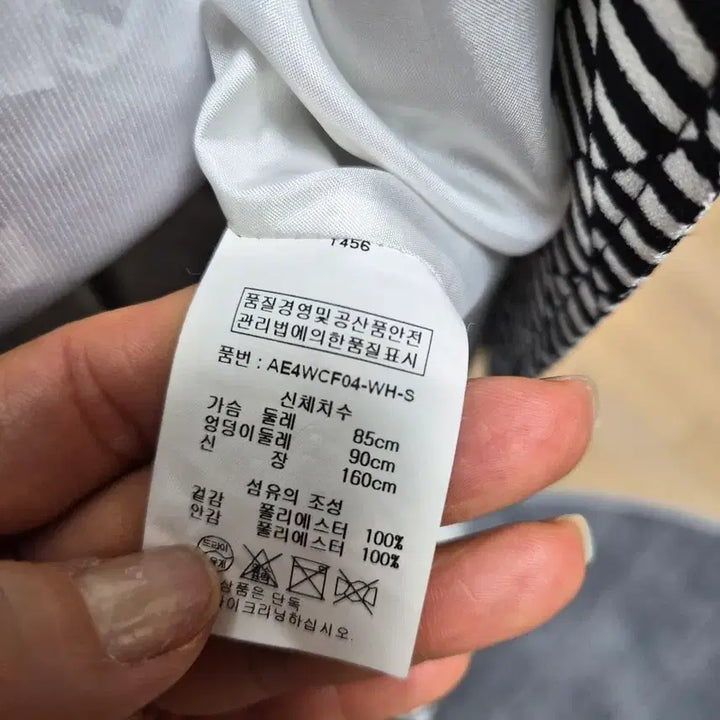 1456
품질경영및공산품안전
관리법에의한품질표시
품번 : AE4WCF04-WH-S
신체치수
가슴 둘레 85cm
엉덩이둘레 90cm
신 장 160cm
섬유의 조성
겉감 폴리에스터 100%
안감 폴리에스터 100%
드라이
상품은 단독
이크리닝하십시오.